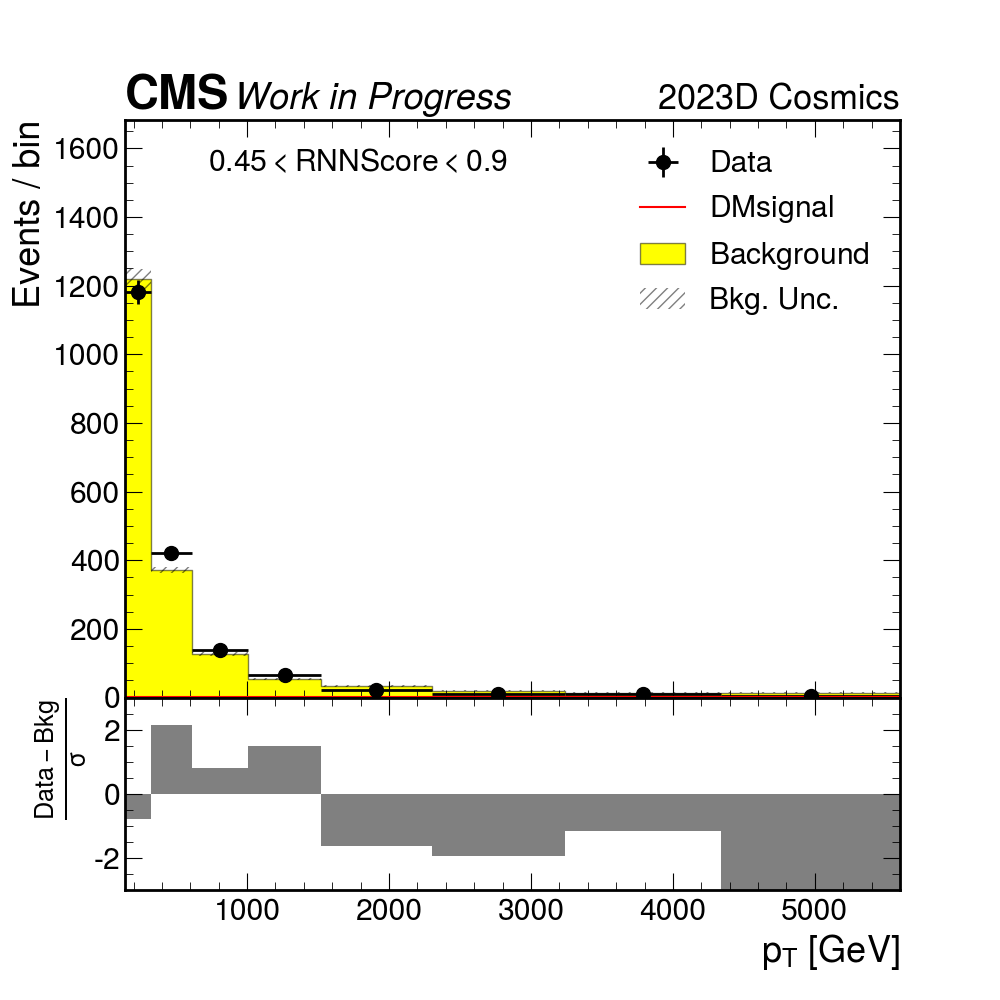 CMS Work in Progress 2023D Cosmics
Events / bin
0.45 < RNNScore < 0.9
Data
DMsignal
Background
Bkg. Unc.
1600
1400
1200
1000
800
600
400
200
0
Data − Bkg
σ
2
0
-2
1000 2000 3000 4000 5000
pT [GeV]